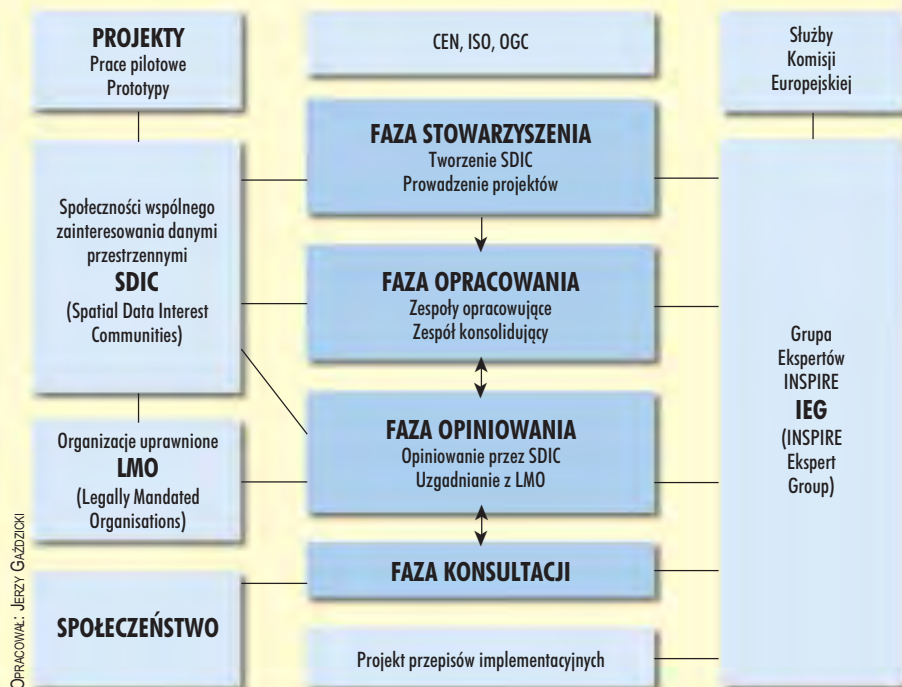 PROJEKTY
Prace pilotowe
Prototypy
CEN, ISO, OGC
Służby
Komisji
Europejskiej
FAZA STOWARZYSZENIA
Tworzenie SDIC
Prowadzenie projektów
Społeczności wspólnego
zainteresowania danymi
przestrzennymi
SDIC
(Spatial Data Interest
Communities)
FAZA OPRACOWANIA
Zespoły opracowujące
Zespół konsolidujący
Grupa
Ekspertów
INSPIRE
IEG
(INSPIRE
Ekspert
Group)
FAZA OPINIOWANIA
Opiniowanie przez SDIC
Uzgadnianie z LMO
Organizacje uprawnione
LMO
(Legally Mandated
Organisations)
FAZA KONSULTACJI
SPOŁECZEŃSTWO
Projekt przepisów implementacyjnych
OPRACOWAŁ: JERZY GAŹDZICKI